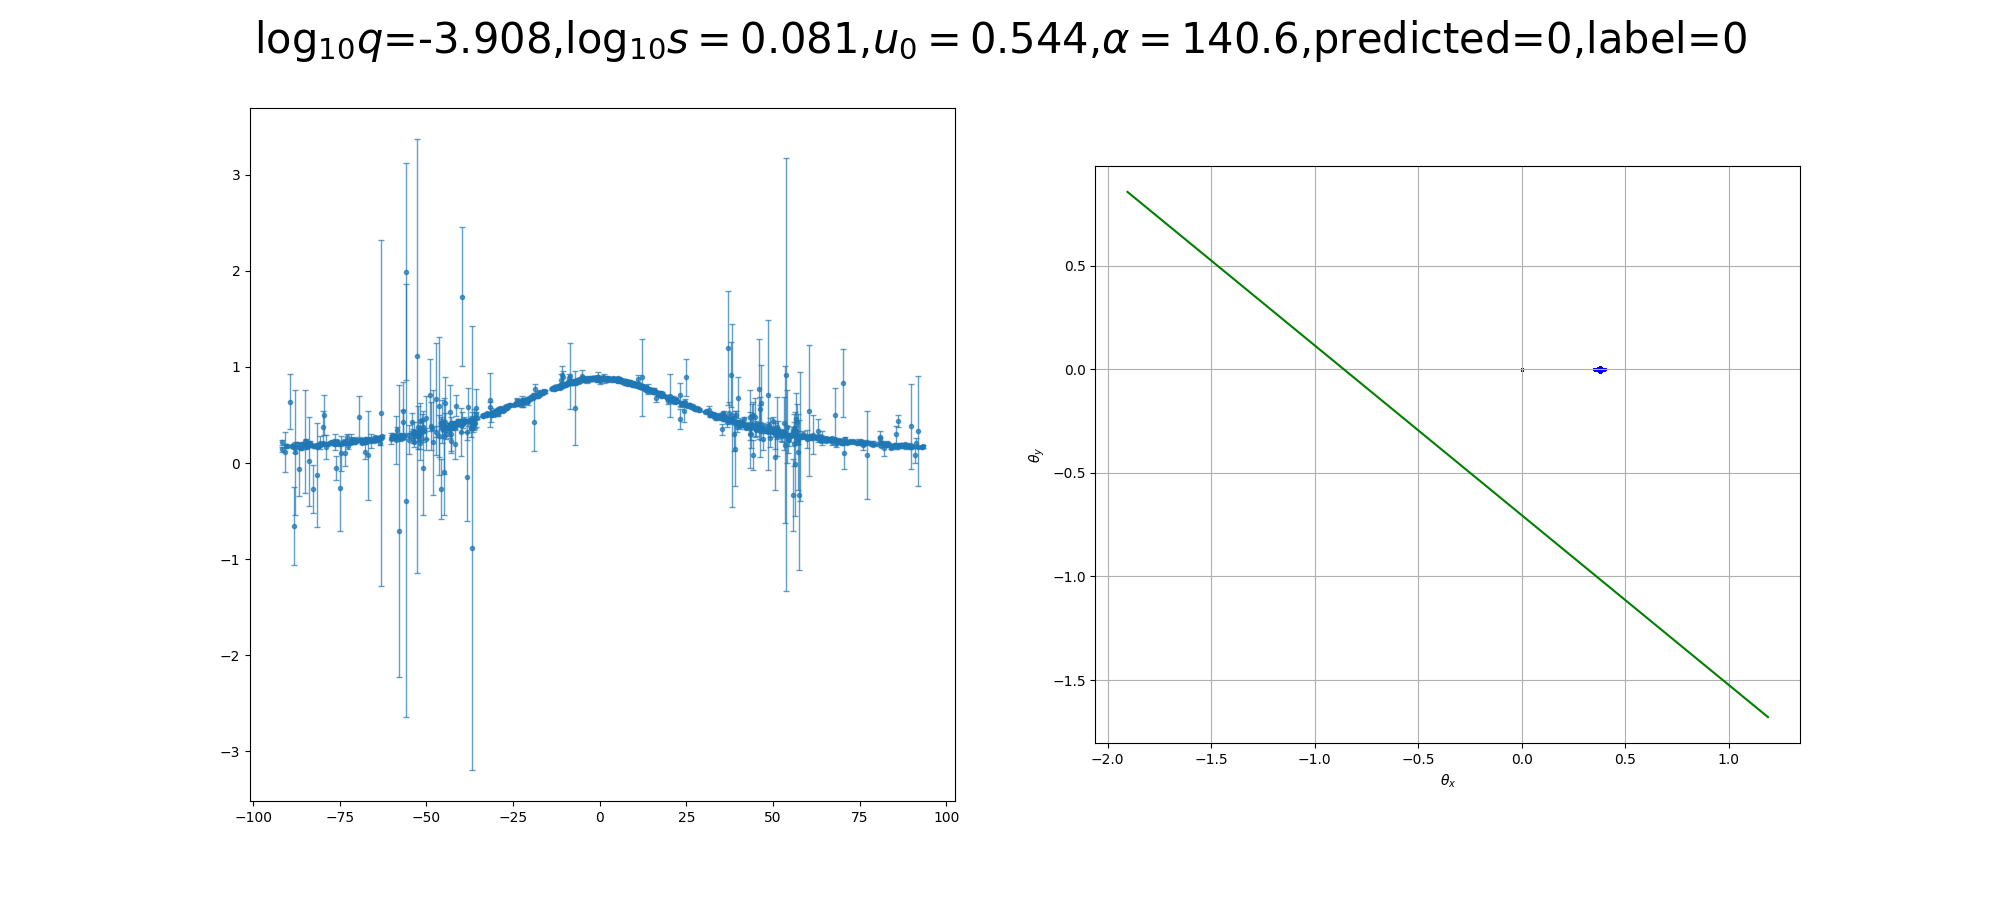 log₁₀q=-3.908,log₁₀s = 0.081,u₀ = 0.544,α = 140.6,predicted=0,label=0
3
2
1
0
−1
−2
−3
−100 −75 −50 −25 0 25 50 75 100
0.5
0.0
−0.5
−1.0
−1.5
θy
−2.0 −1.5 −1.0 −0.5 0.0 0.5 1.0
θx